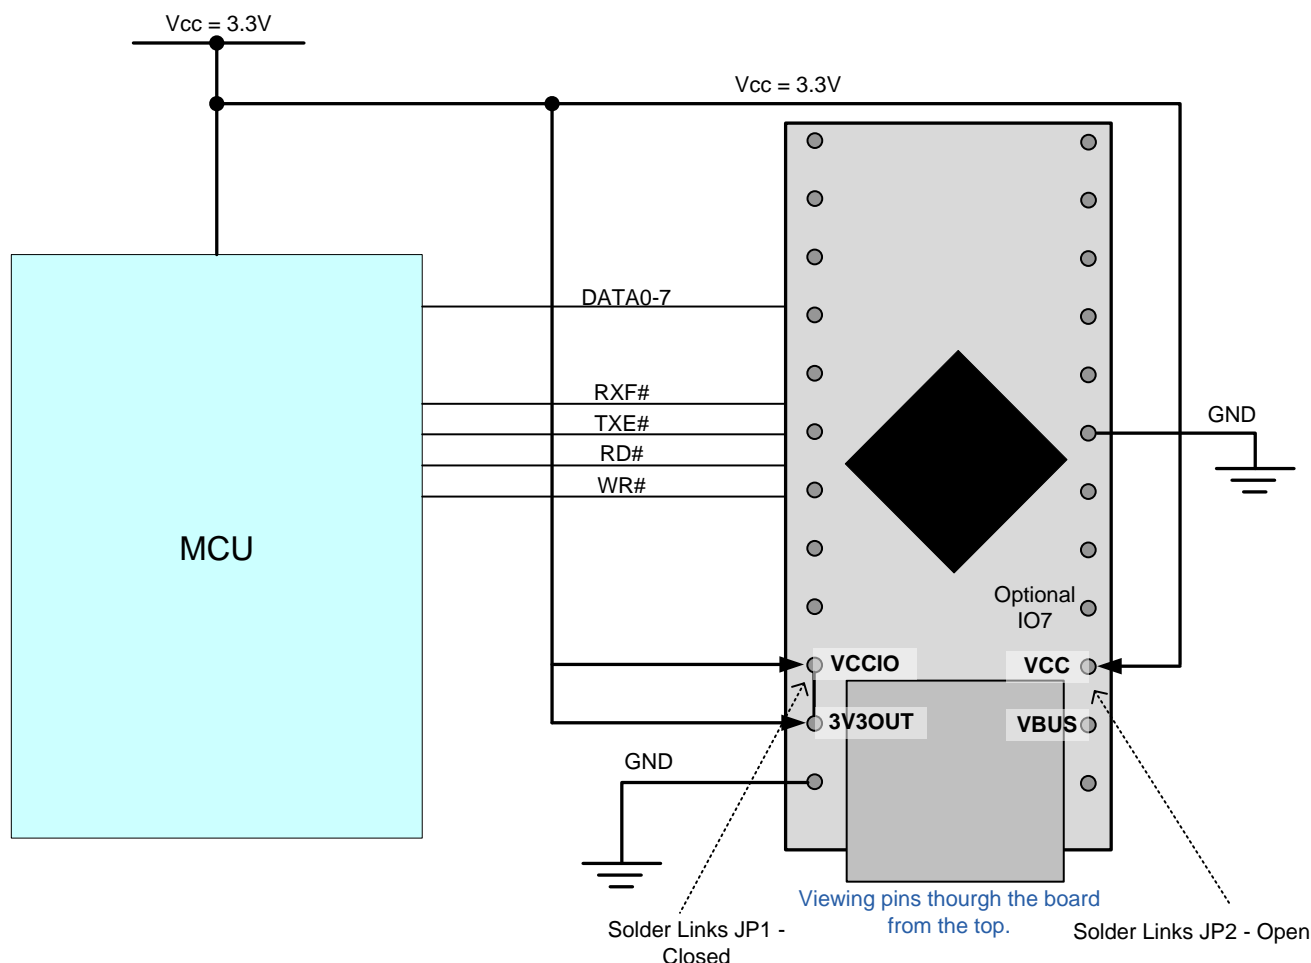 Vcc = 3.3V
Vcc = 3.3V
DATA0-7
RXF#
TXE#
RD#
WR#
GND
MCU
Optional
IO7
VCCIO
VCC
3V3OUT
VBUS
GND
Viewing pins thourgh the board
from the top.
Solder Links JP1 -
Closed
Solder Links JP2 - Open